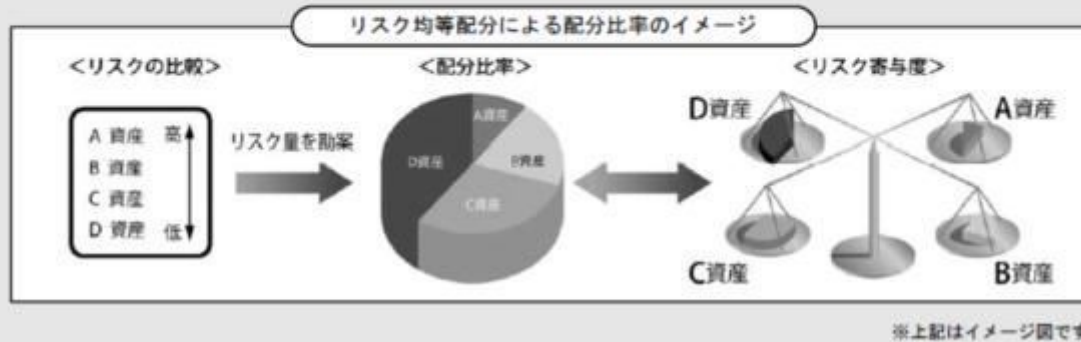 リスク均等配分による配分比率のイメージ
＜リスクの比較＞
A 資産 高
B 資産
C 資産
D 資産 低
リスク量を勘案
＜配分比率＞
A資産
B資産
C資産
D資産
＜リスク寄与度＞
D資産
A資産
C資産
B資産
※上記はイメージ図です